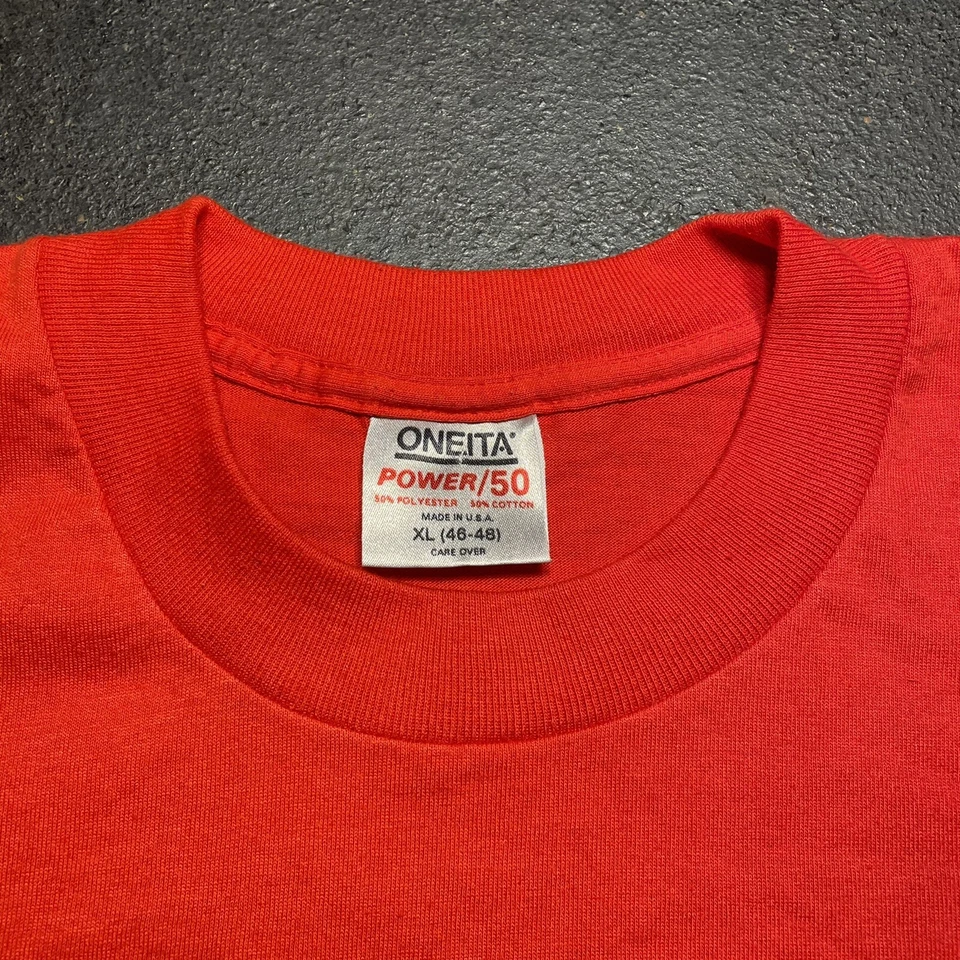 ONEITA®
POWER/50
50% POLYESTER 50% COTTON
MADE IN U.S.A.
XL (46-48)
CARE OVER